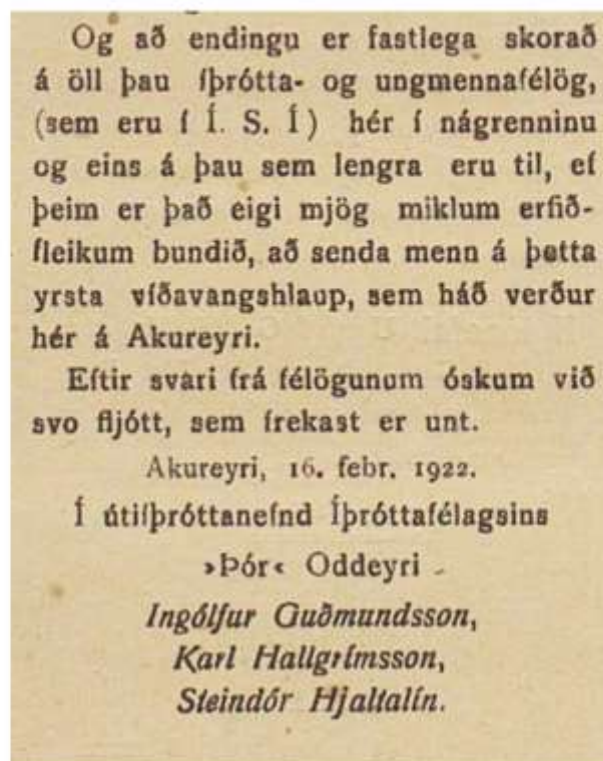 Og að endingu er fastlega skorað
á öll þau íþrótta- og ungmennafélög,
(sem eru í Í. S. Í) hér í nágrenninu
og eins á þau sem lengra eru til, ef
þeim er það eigi mjög miklum erfið-
fleikum bundið, að senda menn á þetta
yrsta víðavangshlaup, sem háð verður
hér á Akureyri.
Eftir svari frá félögunum óskum við
svo fljótt, sem frekast er unt.
Akureyri, 16. febr. 1922.
Í útiíþróttanefnd Íþróttafélagsins
»Þór« Oddeyri
Ingólfur Guðmundsson,
Karl Hallgrímsson,
Steindór Hjaltalín.